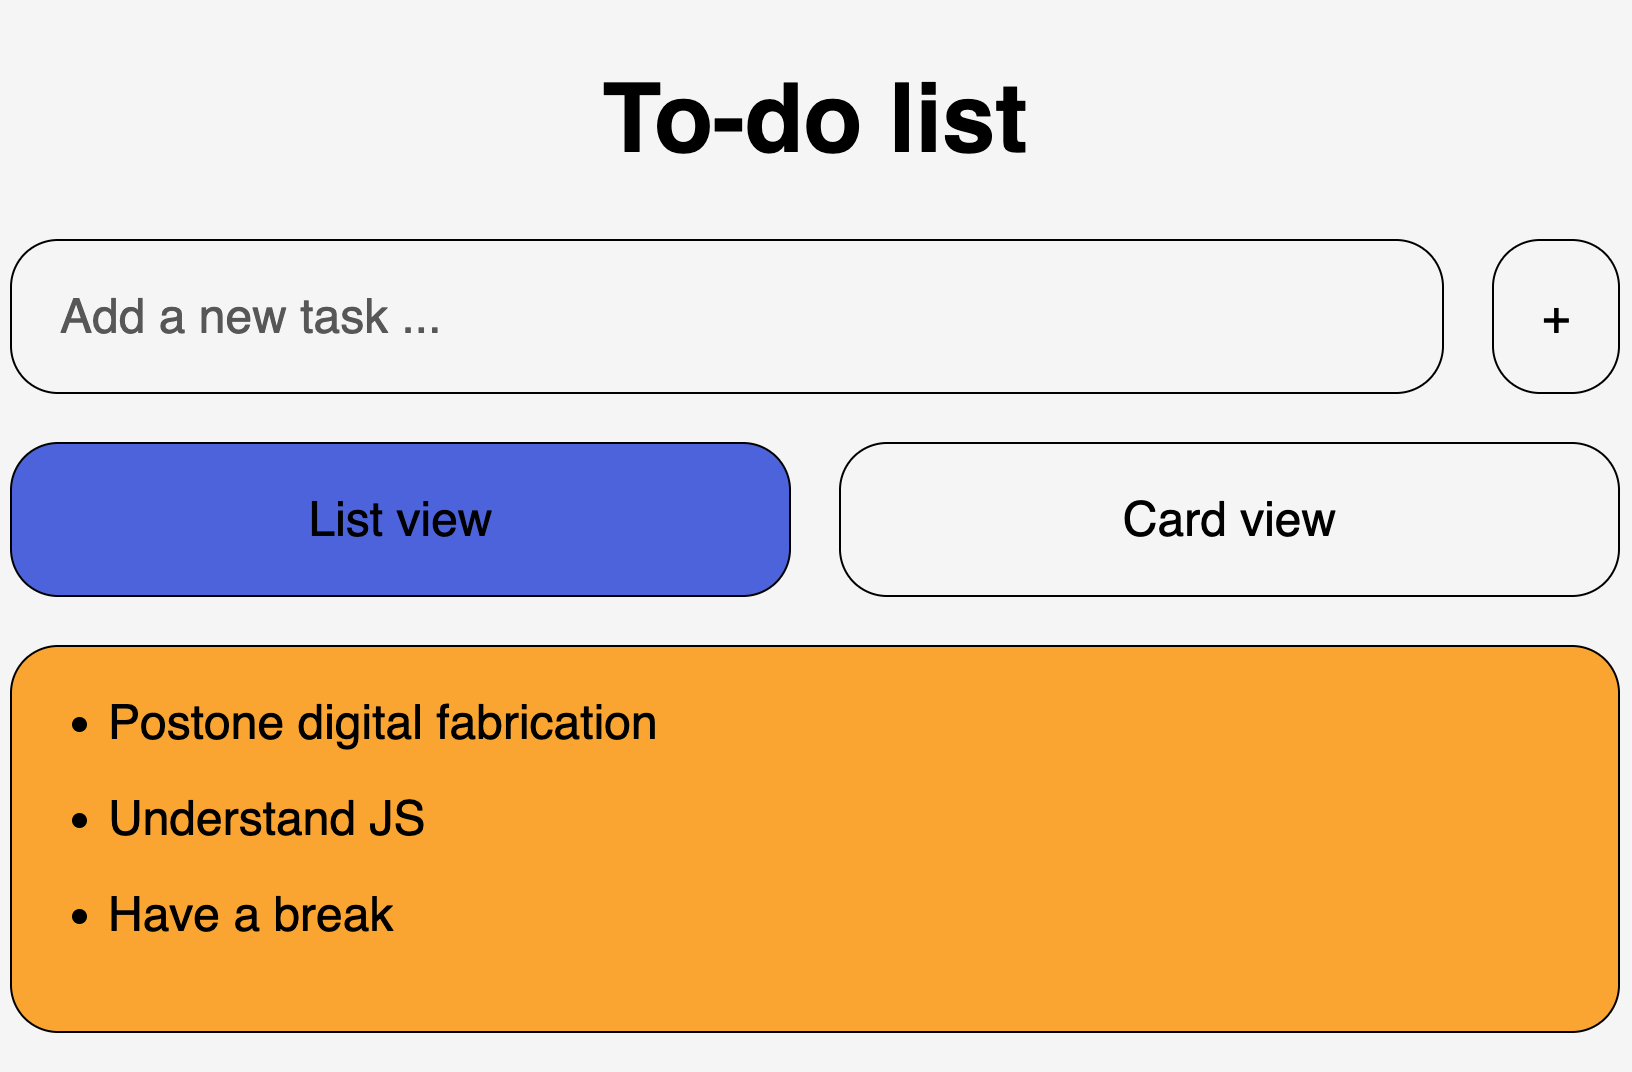 To-do list
Add a new task ...
+
List view
Card view
• Postone digital fabrication
• Understand JS
• Have a break